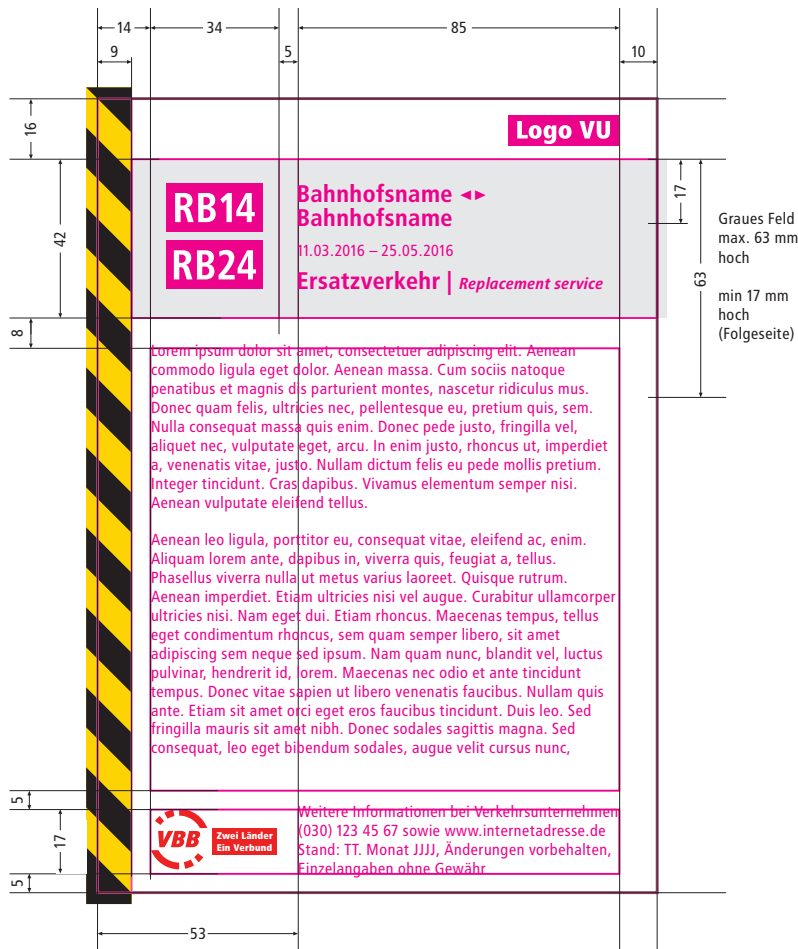 14
34
85
9
5
10
16
Logo VU
42
17
63
RB14
RB24
Bahnhofsname ◄►
Bahnhofsname
11.03.2016 – 25.05.2016
Ersatzverkehr | Replacement service
Graues Feld
max. 63 mm
hoch
min 17 mm
hoch
(Folgeseite)
8
Lorem ipsum dolor sit amet, consectetuer adipiscing elit. Aenean
commodo ligula eget dolor. Aenean massa. Cum sociis natoque
penatibus et magnis dis parturient montes, nascetur ridiculus mus.
Donec quam felis, ultricies nec, pellentesque eu, pretium quis, sem.
Nulla consequat massa quis enim. Donec pede justo, fringilla vel,
aliquet nec, vulputate eget, arcu. In enim justo, rhoncus ut, imperdiet
a, venenatis vitae, justo. Nullam dictum felis eu pede mollis pretium.
Integer tincidunt. Cras dapibus. Vivamus elementum semper nisi.
Aenean vulputate eleifend tellus.
Aenean leo ligula, porttitor eu, consequat vitae, eleifend ac, enim.
Aliquam lorem ante, dapibus in, viverra quis, feugiat a, tellus.
Phasellus viverra nulla ut metus varius laoreet. Quisque rutrum.
Aenean imperdiet. Etiam ultricies nisi vel augue. Curabitur ullamcorper
ultricies nisi. Nam eget dui. Etiam rhoncus. Maecenas tempus, tellus
eget condimentum rhoncus, sem quam semper libero, sit amet
adipiscing sem neque sed ipsum. Nam quam nunc, blandit vel, luctus
pulvinar, hendrerit id, lorem. Maecenas nec odio et ante tincidunt
tempus. Donec vitae sapien ut libero venenatis faucibus. Nullam quis
ante. Etiam sit amet orci eget eros faucibus tincidunt. Duis leo. Sed
fringilla mauris sit amet nibh. Donec sodales sagittis magna. Sed
consequat, leo eget bibendum sodales, augue velit cursus nunc,
5
17
5
VBB
Zwei Länder
Ein Verbund
Weitere Informationen bei Verkehrsunternehmen
(030) 123 45 67 sowie www.internetadresse.de
Stand: TT. Monat JJJJ, Änderungen vorbehalten,
Einzelangaben ohne Gewähr
53